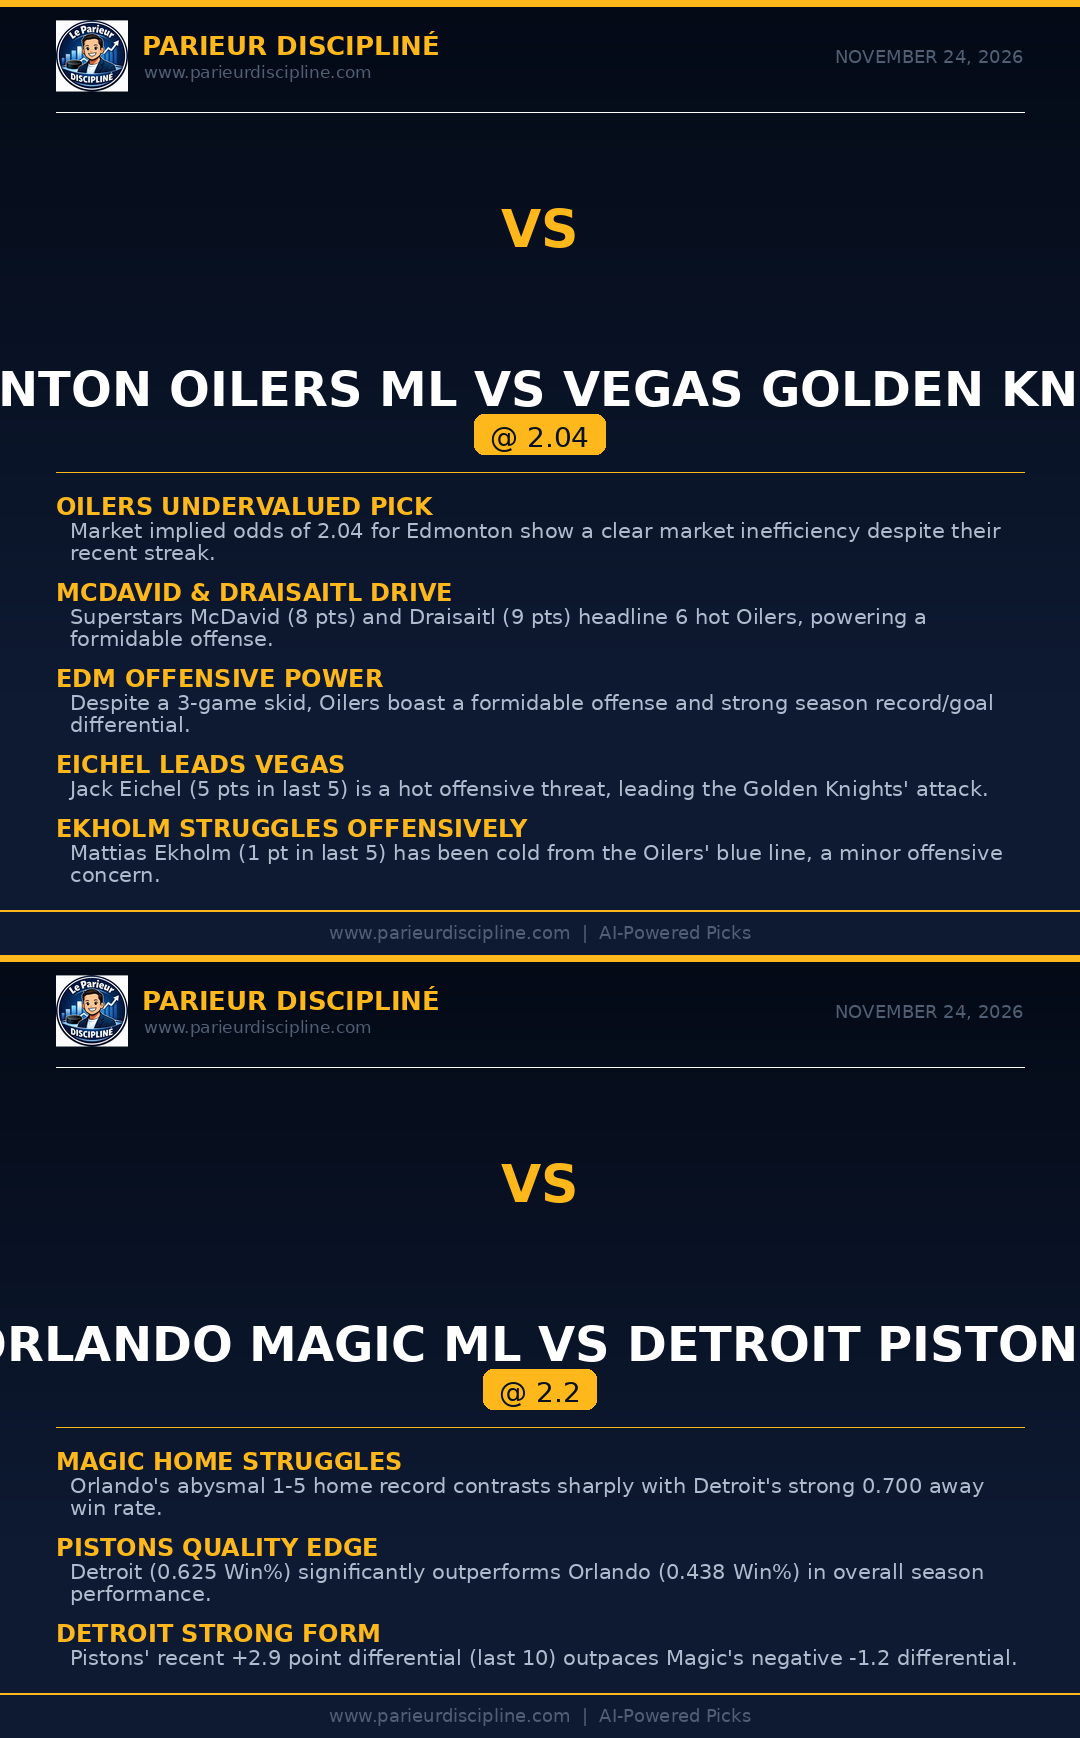 Le Parieur
DISCIPLINÉ
PARIEUR DISCIPLINÉ
www.parieurdiscipline.com
NOVEMBER 24, 2026
VS
NTON OILERS ML VS VEGAS GOLDEN KN
@ 2.04
OILERS UNDERVALUED PICK
Market implied odds of 2.04 for Edmonton show a clear market inefficiency despite their
recent streak.
MCDAVID & DRAISAITL DRIVE
Superstars McDavid (8 pts) and Draisaitl (9 pts) headline 6 hot Oilers, powering a
formidable offense.
EDM OFFENSIVE POWER
Despite a 3-game skid, Oilers boast a formidable offense and strong season record/goal
differential.
EICHEL LEADS VEGAS
Jack Eichel (5 pts in last 5) is a hot offensive threat, leading the Golden Knights' attack.
EKHOLM STRUGGLES OFFENSIVELY
Mattias Ekholm (1 pt in last 5) has been cold from the Oilers' blue line, a minor offensive
concern.
www.parieurdiscipline.com | AI-Powered Picks
Le Parieur
DISCIPLINÉ
PARIEUR DISCIPLINÉ
www.parieurdiscipline.com
NOVEMBER 24, 2026
VS
ORLANDO MAGIC ML VS DETROIT PISTON
@ 2.2
MAGIC HOME STRUGGLES
Orlando's abysmal 1-5 home record contrasts sharply with Detroit's strong 0.700 away
win rate.
PISTONS QUALITY EDGE
Detroit (0.625 Win%) significantly outperforms Orlando (0.438 Win%) in overall season
performance.
DETROIT STRONG FORM
Pistons' recent +2.9 point differential (last 10) outpaces Magic's negative -1.2 differential.
www.parieurdiscipline.com | AI-Powered Picks